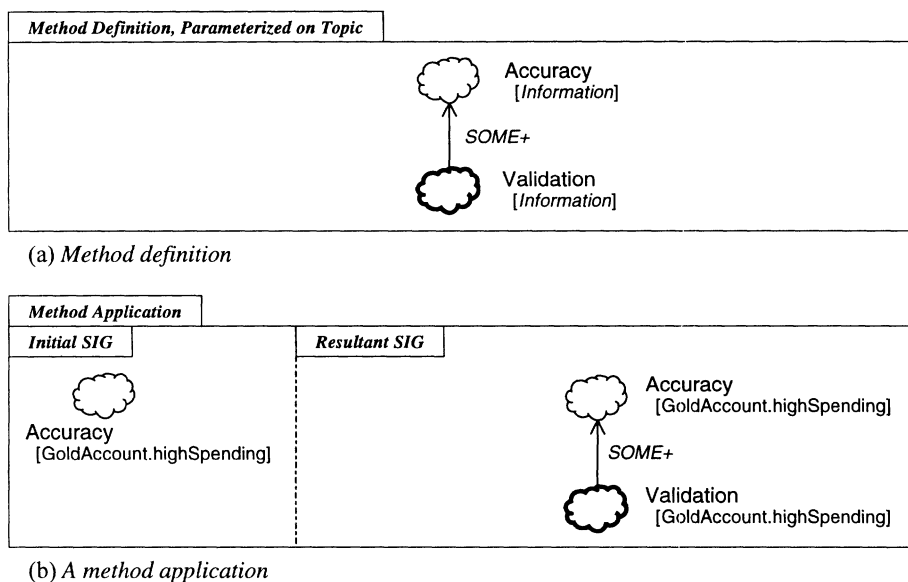 Method Definition, Parameterized on Topic
Accuracy
[Information]
SOME+
Validation
[Information]
(a) Method definition
Method Application
Initial SIG
Resultant SIG
Accuracy
[GoldAccount.highSpending]
Accuracy
[GoldAccount.highSpending]
SOME+
Validation
[GoldAccount.highSpending]
(b) A method application